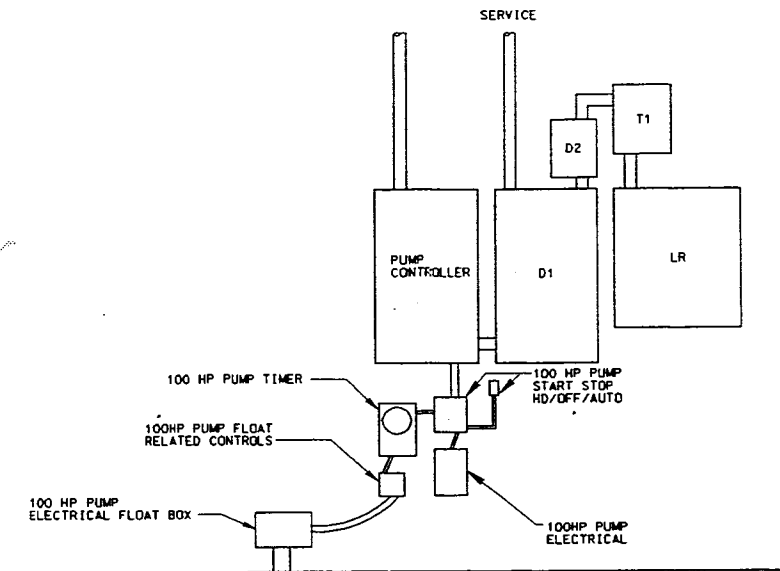 SERVICE
T1
D2
PUMP
CONTROLLER
D1
LR
100 HP PUMP TIMER
100 HP PUMP
START STOP
HD/OFF/AUTO
100HP PUMP FLOAT
RELATED CONTROLS
100 HP PUMP
ELECTRICAL FLOAT BOX
100HP PUMP
ELECTRICAL